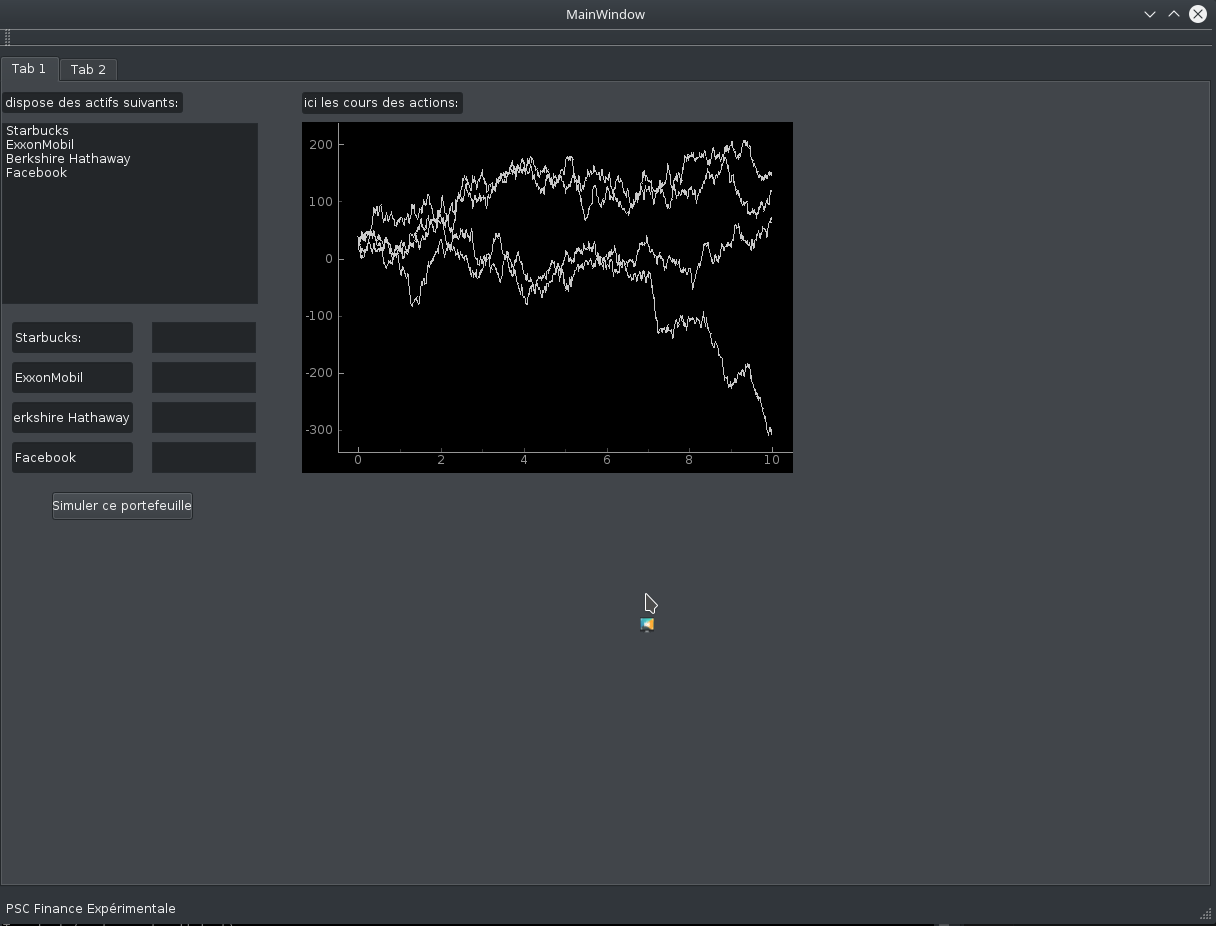 MainWindow
Tab 1 Tab 2
dispose des actifs suivants:
Starbucks
ExxonMobil
Berkshire Hathaway
Facebook
Starbucks:
ExxonMobil
erkshire Hathaway
Facebook
Simuler ce portefeuille
ici les cours des actions:
200
100
0
-100
-200
-300
0 2 4 6 8 10
PSC Finance Expérimentale